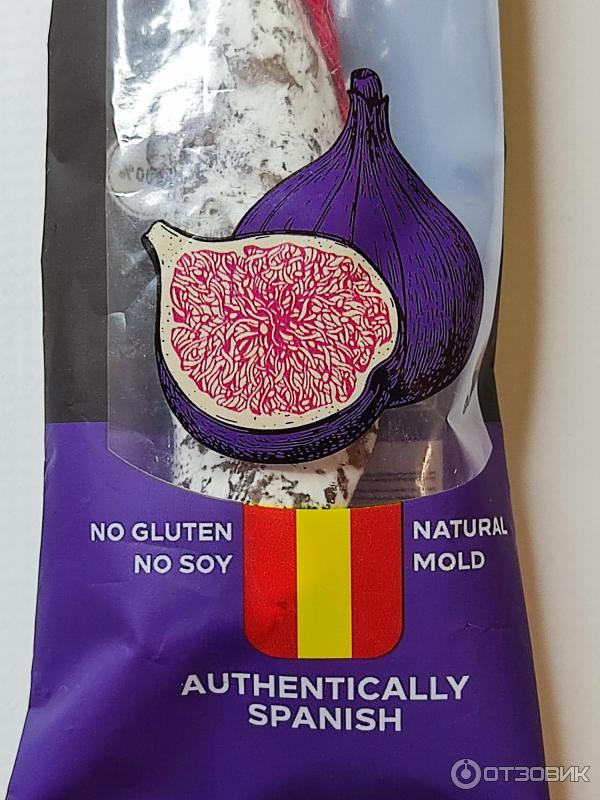 NO GLUTEN
NO SOY
NATURAL
MOLD
AUTHENTICALLY
SPANISH
ОТЗОВИК